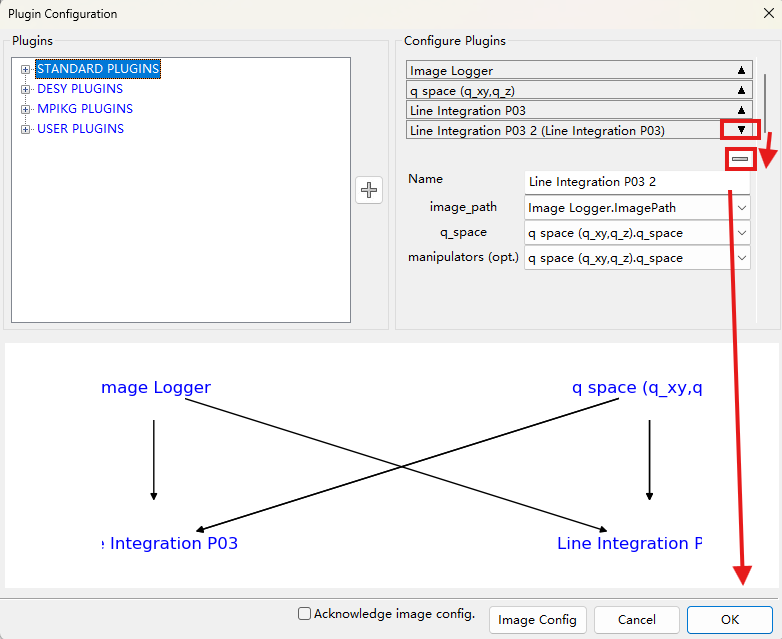 Plugin Configuration
Plugins
STANDARD PLUGINS
DESY PLUGINS
MPIKG PLUGINS
USER PLUGINS
Configure Plugins
Image Logger
q space (q_xy,q_z)
Line Integration P03
Line Integration P03 2 (Line Integration P03)
Name
Line Integration P03 2
image_path
Image Logger.ImagePath
q_space
q space (q_xy,q_z).q_space
manipulators (opt.)
q space (q_xy,q_z).q_space
mage Logger
q space (q_xy,q
Integration P03
Line Integration P
Acknowledge image config.
Image Config
Cancel
OK